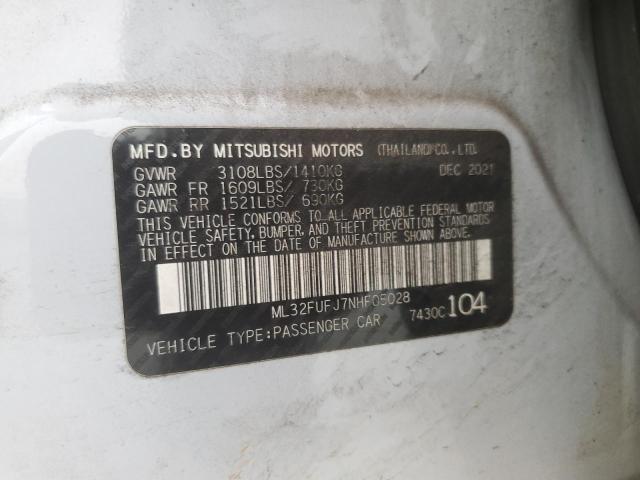 MFD.BY MITSUBISHI MOTORS (THAILAND)CO.,LTD.
GVWR 3108LBS/1410KG DEC 2021
GAWR FR 1609LBS/ 730KG
GAWR RR 1521LBS/ 690KG
THIS VEHICLE CONFORMS TO ALL APPLICABLE FEDERAL MOTOR
VEHICLE SAFETY, BUMPER, AND THEFT PREVENTION STANDARDS
IN EFFECT ON THE DATE OF MANUFACTURE SHOWN ABOVE.
ML32FUFJ7NHF09028
VEHICLE TYPE:PASSENGER CAR 7430C 104